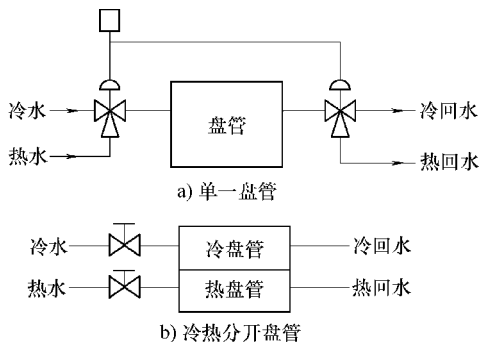 冷水
盘管
冷回水
热水
热回水
a) 单一盘管
冷水
冷盘管
冷回水
热水
热盘管
热回水
b) 冷热分开盘管